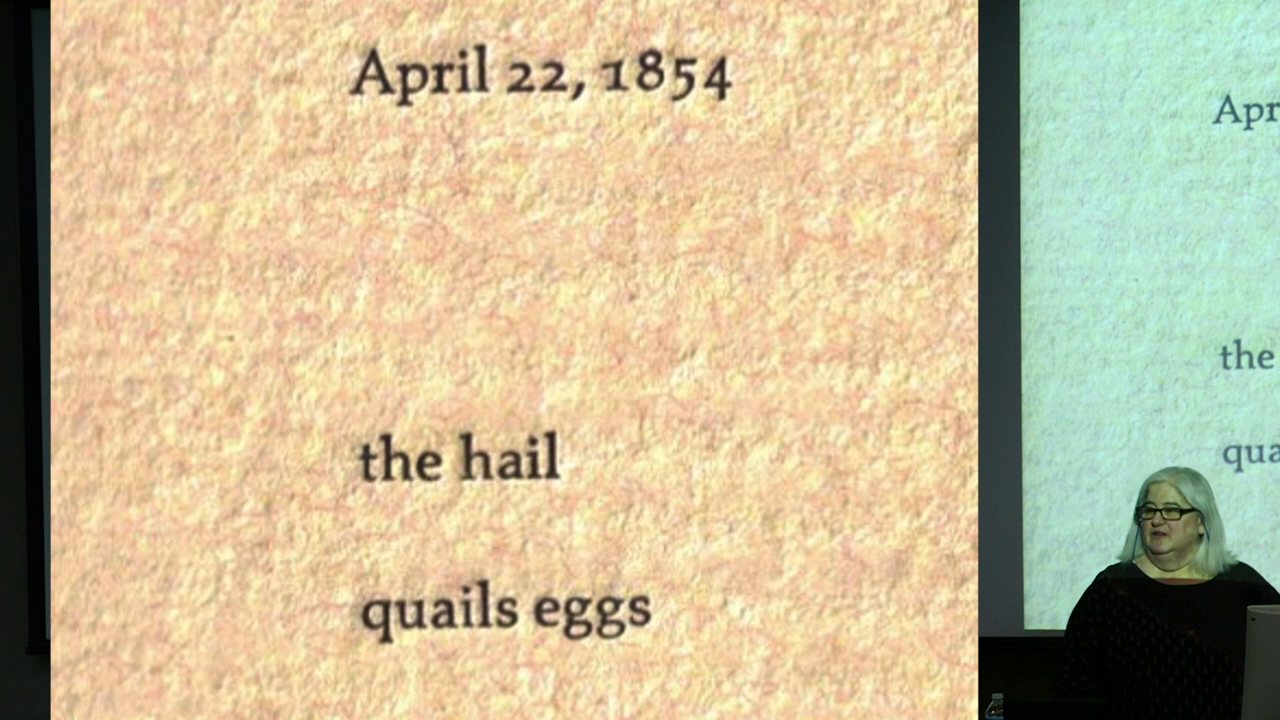 April 22, 1854
the hail
quails eggs
Apr
the
qua